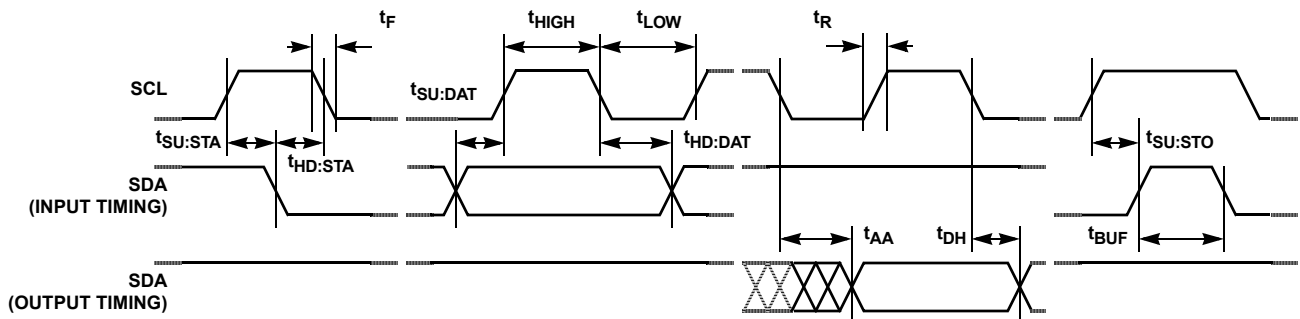 tF
tHIGH
tLOW
tR
SCL
tSU:DAT
tSU:STA
tHD:STA
tHD:DAT
tSU:STO
SDA
(INPUT TIMING)
tAA
tDH
tBUF
SDA
(OUTPUT TIMING)